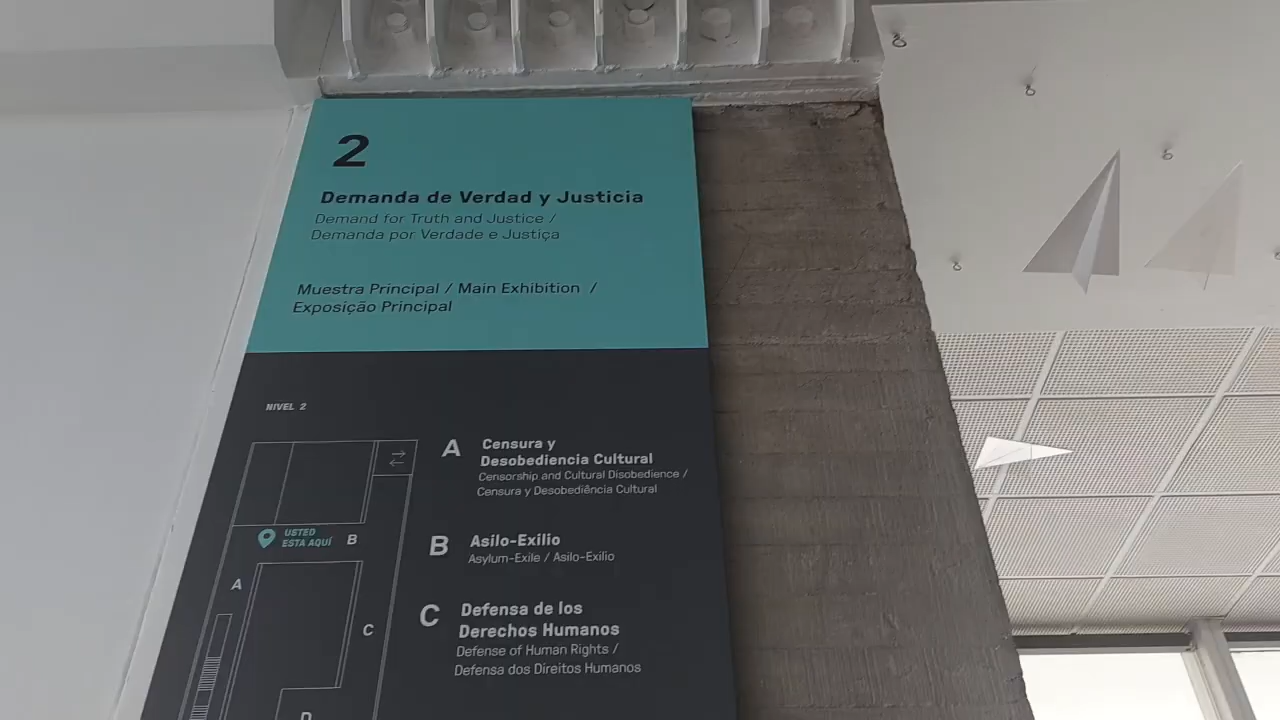 2
Demanda de Verdad y Justicia
Demand for Truth and Justice /
Demanda por Verdade e Justiça
Muestra Principal / Main Exhibition /
Exposição Principal
NIVEL 2
USTED
ESTA AQUÍ
B
A
C
D
A
Censura y
Desobediencia Cultural
Censorship and Cultural Disobedience /
Censura y Desobediência Cultural
B
Asilo-Exilio
Asylum-Exile / Asilo-Exilio
C
Defensa de los
Derechos Humanos
Defense of Human Rights /
Defensa dos Direitos Humanos